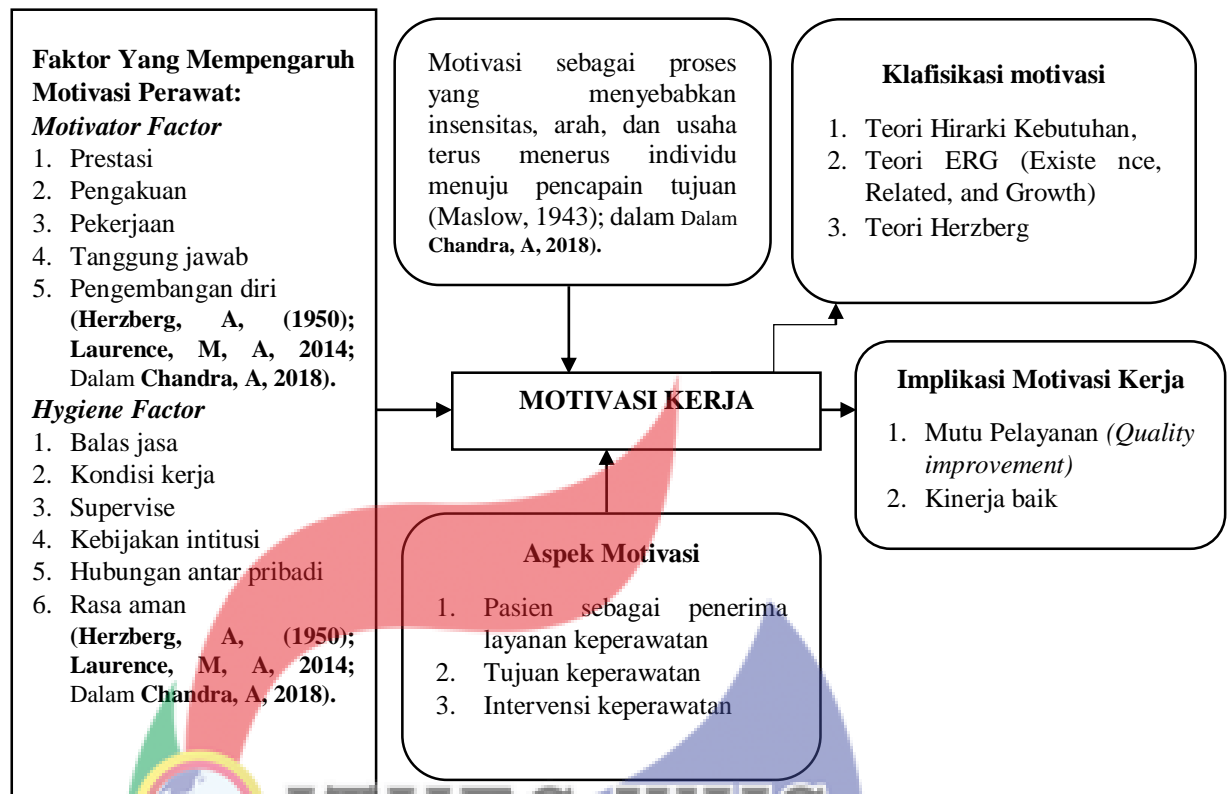 Faktor Yang Mempengaruh
Motivasi Perawat:
Motivator Factor
1. Prestasi
2. Pengakuan
3. Pekerjaan
4. Tanggung jawab
5. Pengembangan diri
(Herzberg, A, (1950);
Laurence, M, A, 2014;
Dalam Chandra, A, 2018).
Hygiene Factor
1. Balas jasa
2. Kondisi kerja
3. Supervise
4. Kebijakan intitusi
5. Hubungan antar pribadi
6. Rasa aman
(Herzberg, A, (1950);
Laurence, M, A, 2014;
Dalam Chandra, A, 2018).
Motivasi sebagai proses
yang menyebabkan
insensitas, arah, dan usaha
terus menerus individu
menuju pencapain tujuan
(Maslow, 1943); dalam Dalam
Chandra, A, 2018).
Klafisikasi motivasi
1. Teori Hirarki Kebutuhan,
2. Teori ERG (Existe nce,
Related, and Growth)
3. Teori Herzberg
MOTIVASI KERJA
Implikasi Motivasi Kerja
1. Mutu Pelayanan (Quality
improvement)
2. Kinerja baik
Aspek Motivasi
1. Pasien sebagai penerima
layanan keperawatan
2. Tujuan keperawatan
3. Intervensi keperawatan